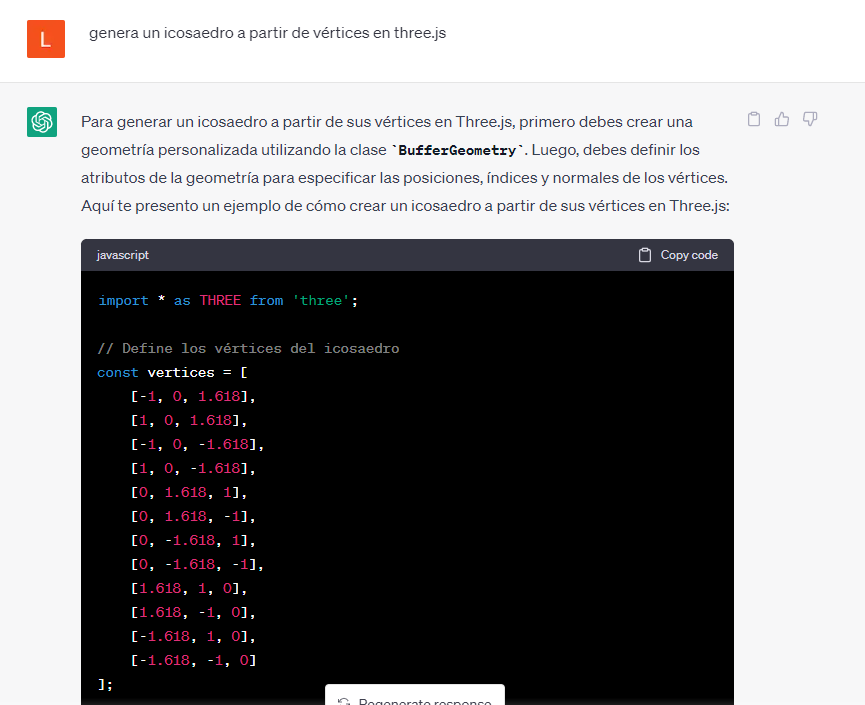 L
genera un icosaedro a partir de vértices en three.js
Para generar un icosaedro a partir de sus vértices en Three.js, primero debes crear una
geometría personalizada utilizando la clase `BufferGeometry`. Luego, debes definir los
atributos de la geometría para especificar las posiciones, índices y normales de los vértices.
Aquí te presento un ejemplo de cómo crear un icosaedro a partir de sus vértices en Three.js:
javascript
Copy code
import * as THREE from 'three';
// Define los vértices del icosaedro
const vertices = [
[-1, 0, 1.618],
[1, 0, 1.618],
[-1, 0, -1.618],
[1, 0, -1.618],
[0, 1.618, 1],
[0, 1.618, -1],
[0, -1.618, 1],
[0, -1.618, -1],
[1.618, 1, 0],
[1.618, -1, 0],
[-1.618, 1, 0],
[-1.618, -1, 0]
];
Regenerate response